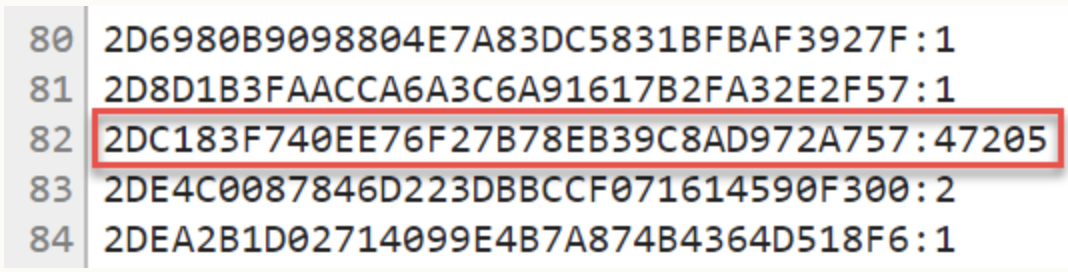 80 2D6980B9098804E7A83DC5831BFBAF3927F:1
81 2D8D1B3FAACCA6A3C6A91617B2FA32E2F57:1
82 2DC183F740EE76F27B78EB39C8AD972A757:47205
83 2DE4C0087846D223DBBCCF071614590F300:2
84 2DEA2B1D02714099E4B7A874B4364D518F6:1